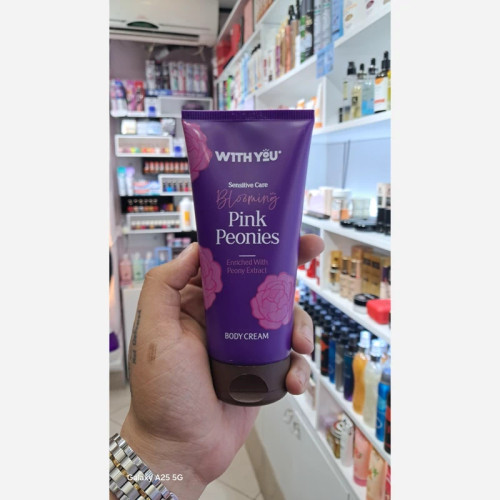 WITH YOU®
Sensitive Care
Blooming
Pink
Peonies
Enriched With
Peony Extract
BODY CREAM
Galaxy A25 5G